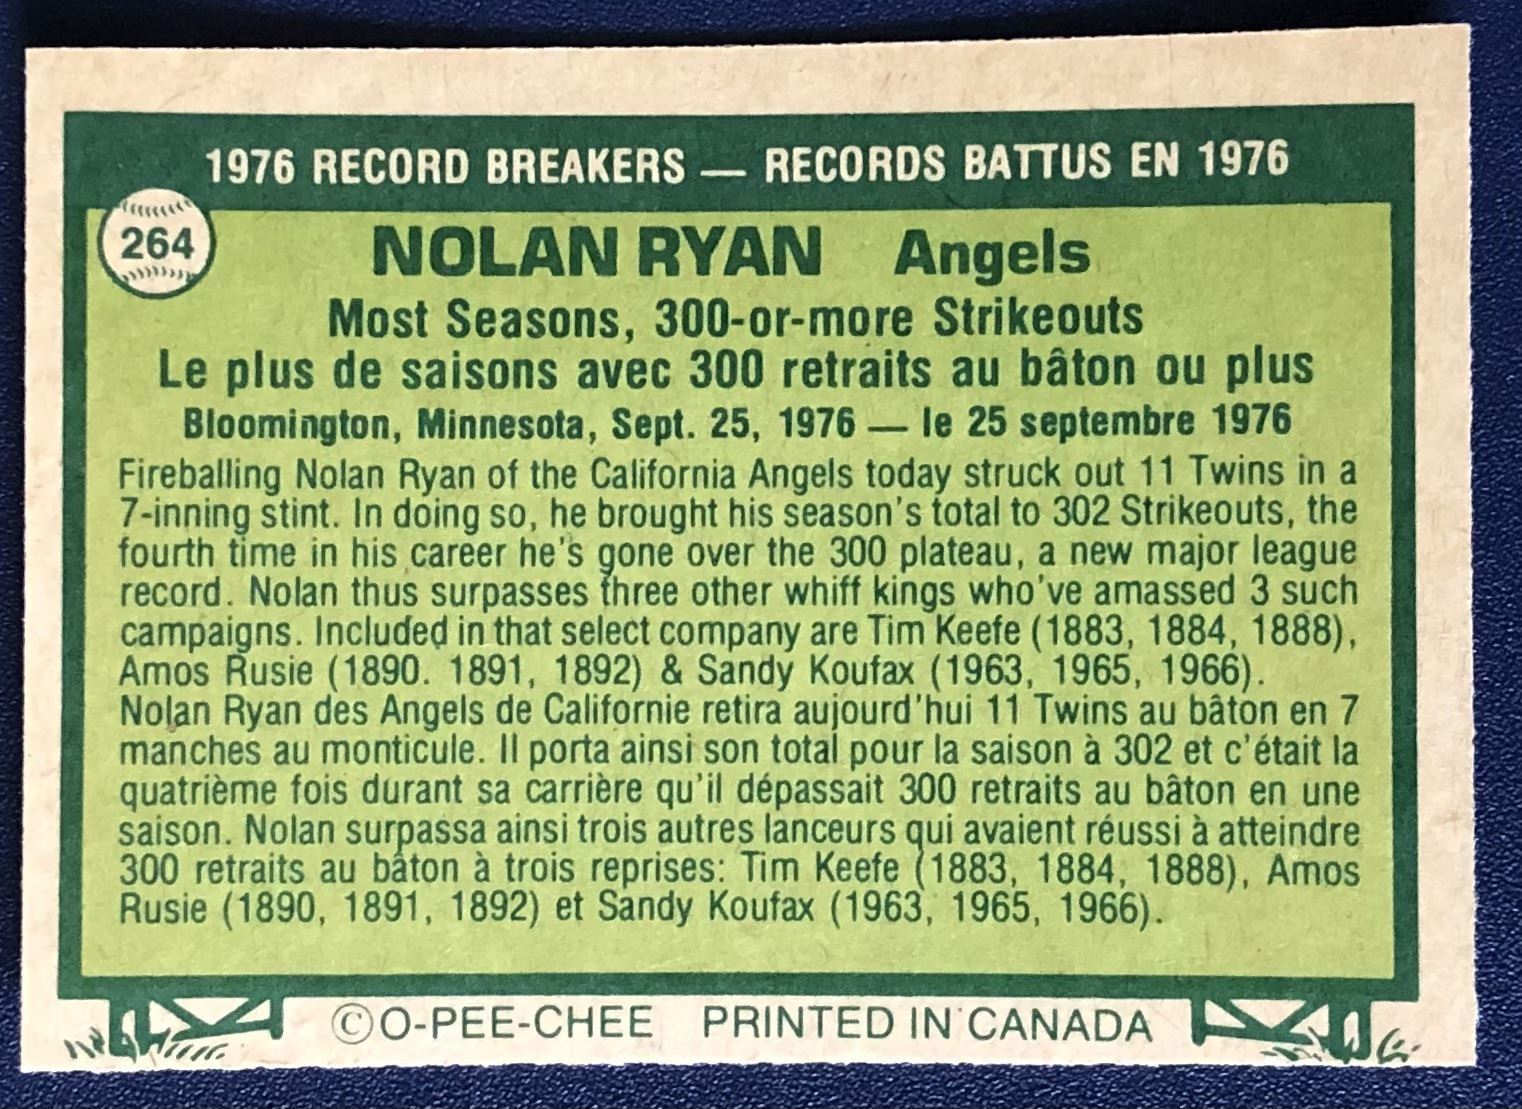 1976 RECORD BREAKERS — RECORDS BATTUS EN 1976
264
NOLAN RYAN Angels
Most Seasons, 300-or-more Strikeouts
Le plus de saisons avec 300 retraits au bâton ou plus
Bloomington, Minnesota, Sept. 25, 1976 — le 25 septembre 1976
Fireballing Nolan Ryan of the California Angels today struck out 11 Twins in a
7-inning stint. In doing so, he brought his season's total to 302 Strikeouts, the
fourth time in his career he's gone over the 300 plateau, a new major league
record. Nolan thus surpasses three other whiff kings who've amassed 3 such
campaigns. Included in that select company are Tim Keefe (1883, 1884, 1888),
Amos Rusie (1890. 1891, 1892) & Sandy Koufax (1963, 1965, 1966).
Nolan Ryan des Angels de Californie retira aujourd'hui 11 Twins au bâton en 7
manches au monticule. Il porta ainsi son total pour la saison à 302 et c'était la
quatrième fois durant sa carrière qu'il dépassait 300 retraits au bâton en une
saison. Nolan surpassa ainsi trois autres lanceurs qui avaient réussi à atteindre
300 retraits au bâton à trois reprises: Tim Keefe (1883, 1884, 1888), Amos
Rusie (1890, 1891, 1892) et Sandy Koufax (1963, 1965, 1966).
©O-PEE-CHEE PRINTED IN CANADA